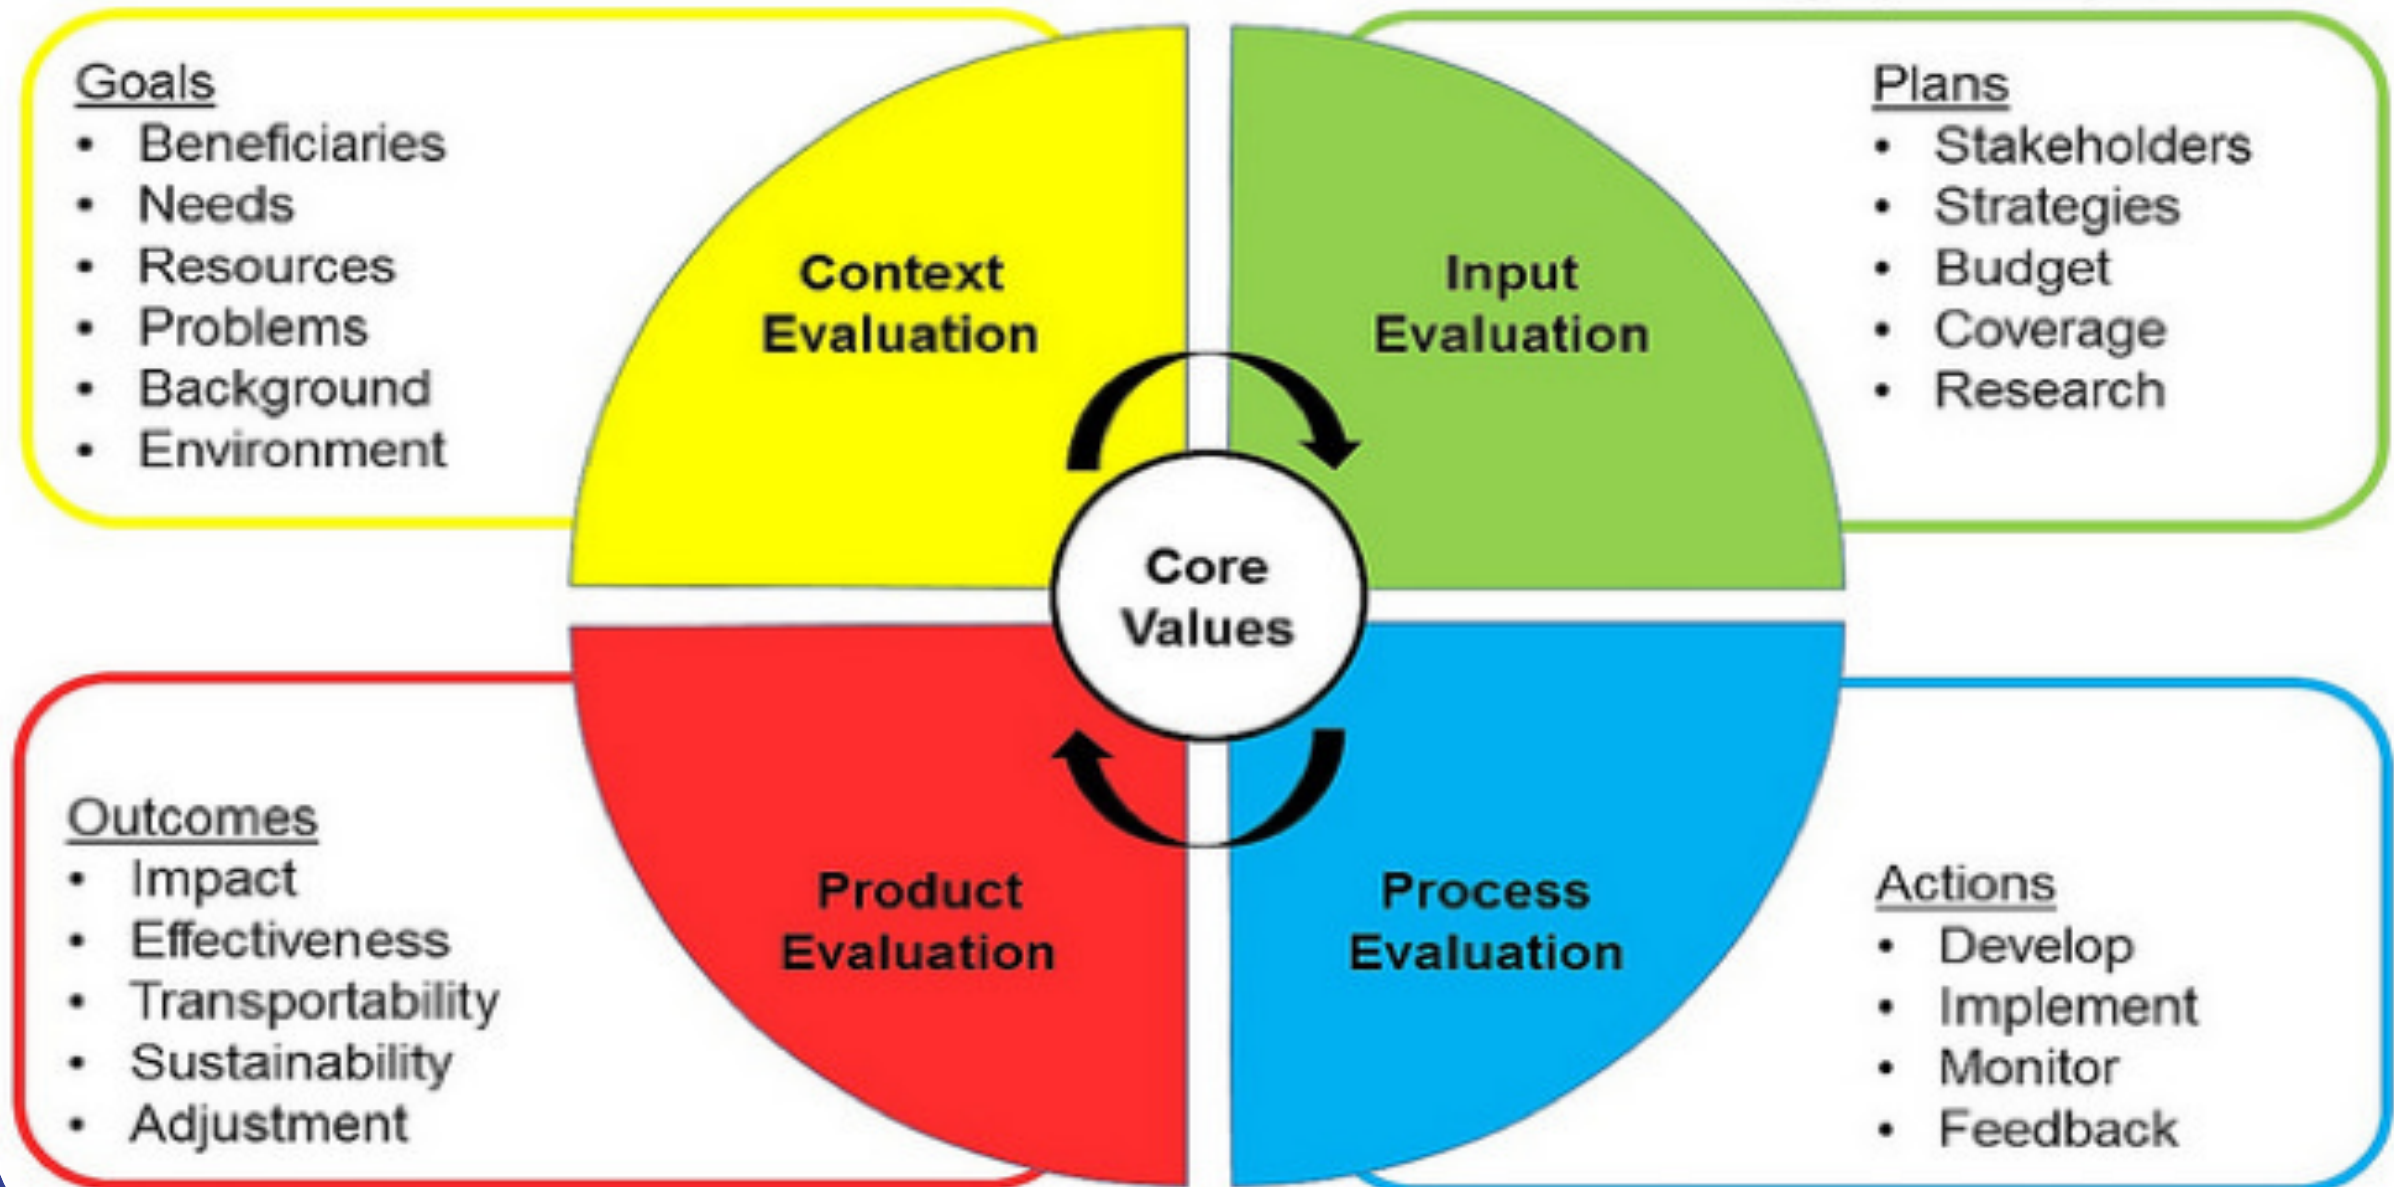 Goals
• Beneficiaries
• Needs
• Resources
• Problems
• Background
• Environment
Context
Evaluation
Input
Evaluation
Plans
• Stakeholders
• Strategies
• Budget
• Coverage
• Research
Core
Values
Outcomes
• Impact
• Effectiveness
• Transportability
• Sustainability
• Adjustment
Product
Evaluation
Process
Evaluation
Actions
• Develop
• Implement
• Monitor
• Feedback